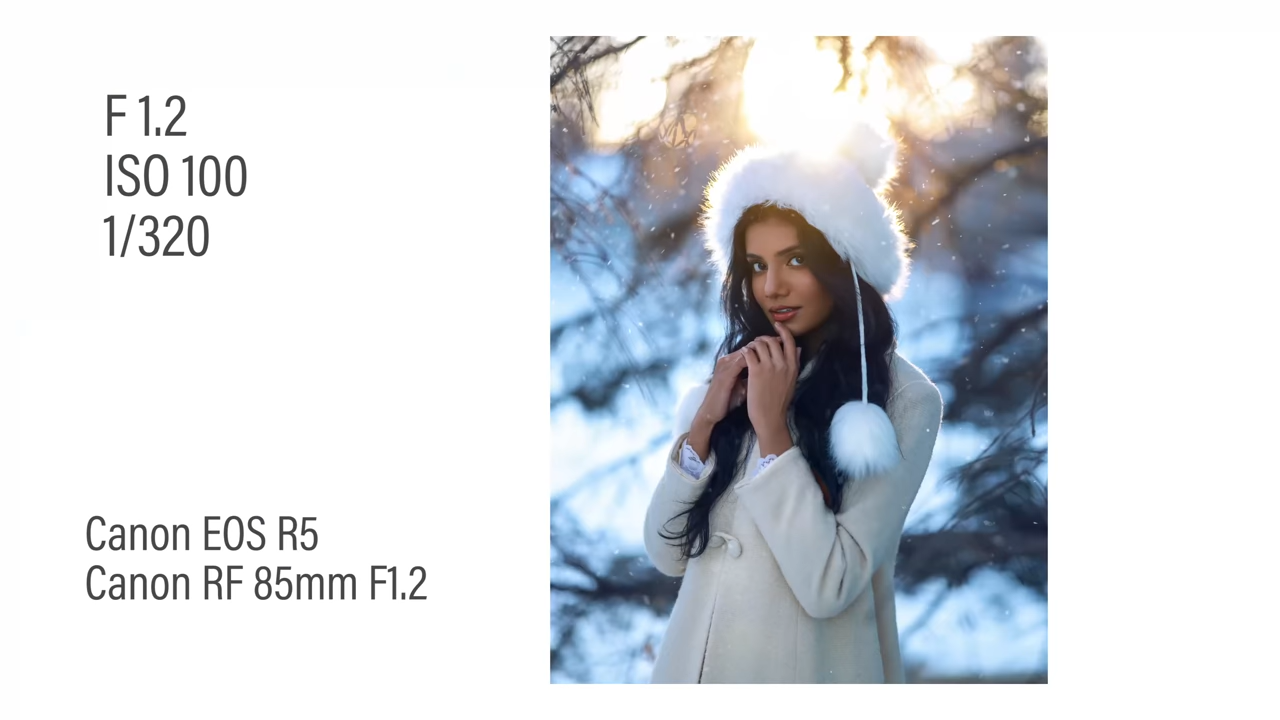 F 1.2
ISO 100
1/320
Canon EOS R5
Canon RF 85mm F1.2